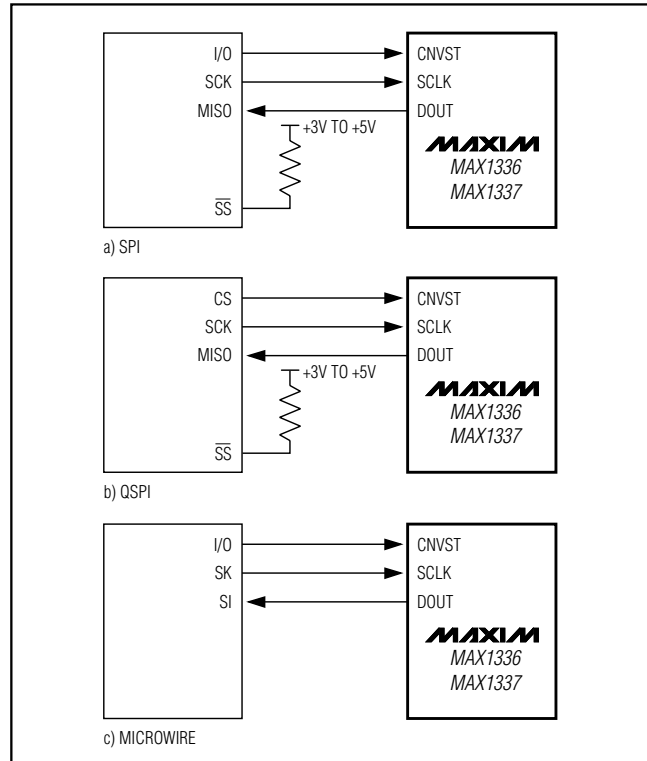 I/O CNVST
SCK SCLK
MISO DOUT
+3V TO +5V
MAXIM
MAX1336
MAX1337
SS
a) SPI
CS CNVST
SCK SCLK
MISO DOUT
+3V TO +5V
MAXIM
MAX1336
MAX1337
SS
b) QSPI
I/O CNVST
SK SCLK
SI DOUT
MAXIM
MAX1336
MAX1337
c) MICROWIRE